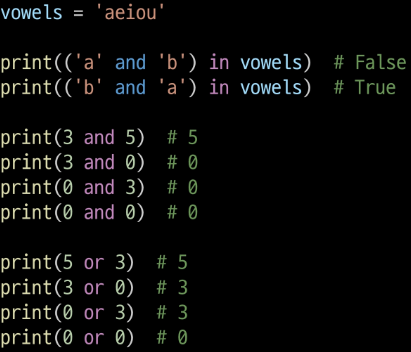 vowels = 'aeiou'
print(('a' and 'b') in vowels)  # False
print(('b' and 'a') in vowels)  # True
print(3 and 5)  # 5
print(3 and 0)  # 0
print(0 and 3)  # 0
print(0 and 0)  # 0
print(5 or 3)  # 5
print(3 or 0)  # 3
print(0 or 3)  # 3
print(0 or 0)  # 0